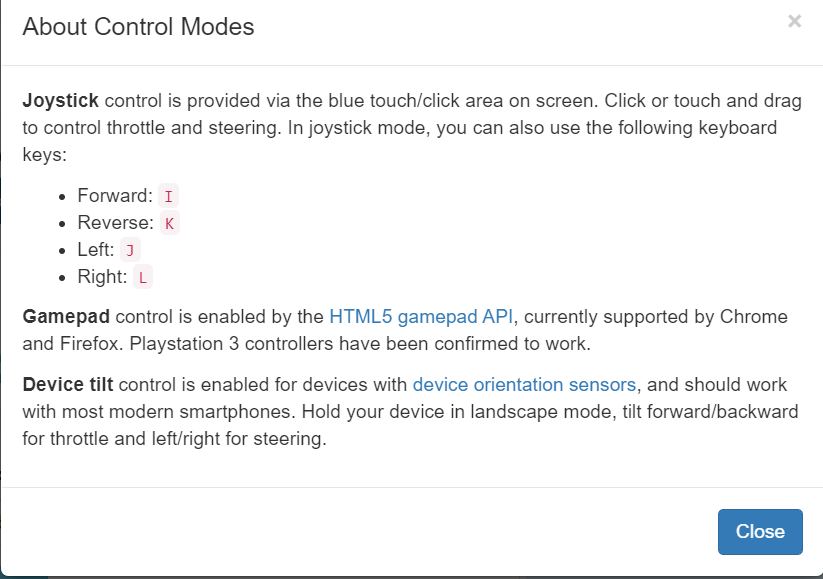 About Control Modes
×
Joystick control is provided via the blue touch/click area on screen. Click or touch and drag
to control throttle and steering. In joystick mode, you can also use the following keyboard
keys:
• Forward: I
• Reverse: K
• Left: J
• Right: L
Gamepad control is enabled by the HTML5 gamepad API, currently supported by Chrome
and Firefox. Playstation 3 controllers have been confirmed to work.
Device tilt control is enabled for devices with device orientation sensors, and should work
with most modern smartphones. Hold your device in landscape mode, tilt forward/backward
for throttle and left/right for steering.
Close